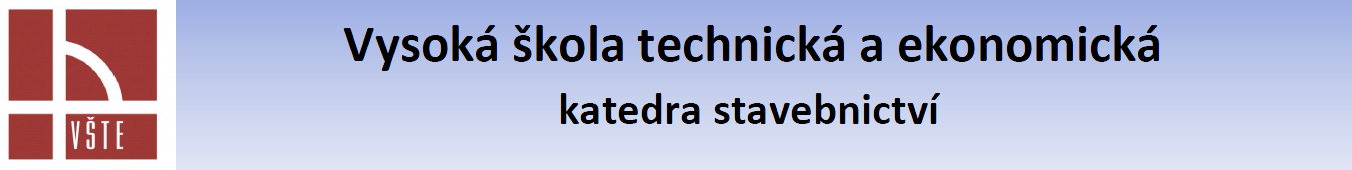 VŠTE
Vysoká škola technická a ekonomická
katedra stavebnictví